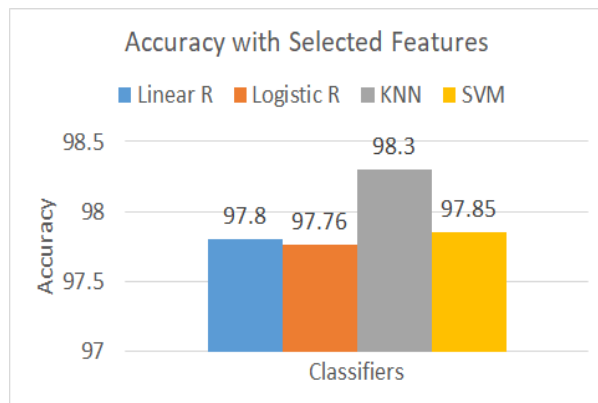 Accuracy with Selected Features
Linear R Logistic R KNN SVM
98.5
98
97.5
97
Accuracy
97.8
97.76
98.3
97.85
Classifiers